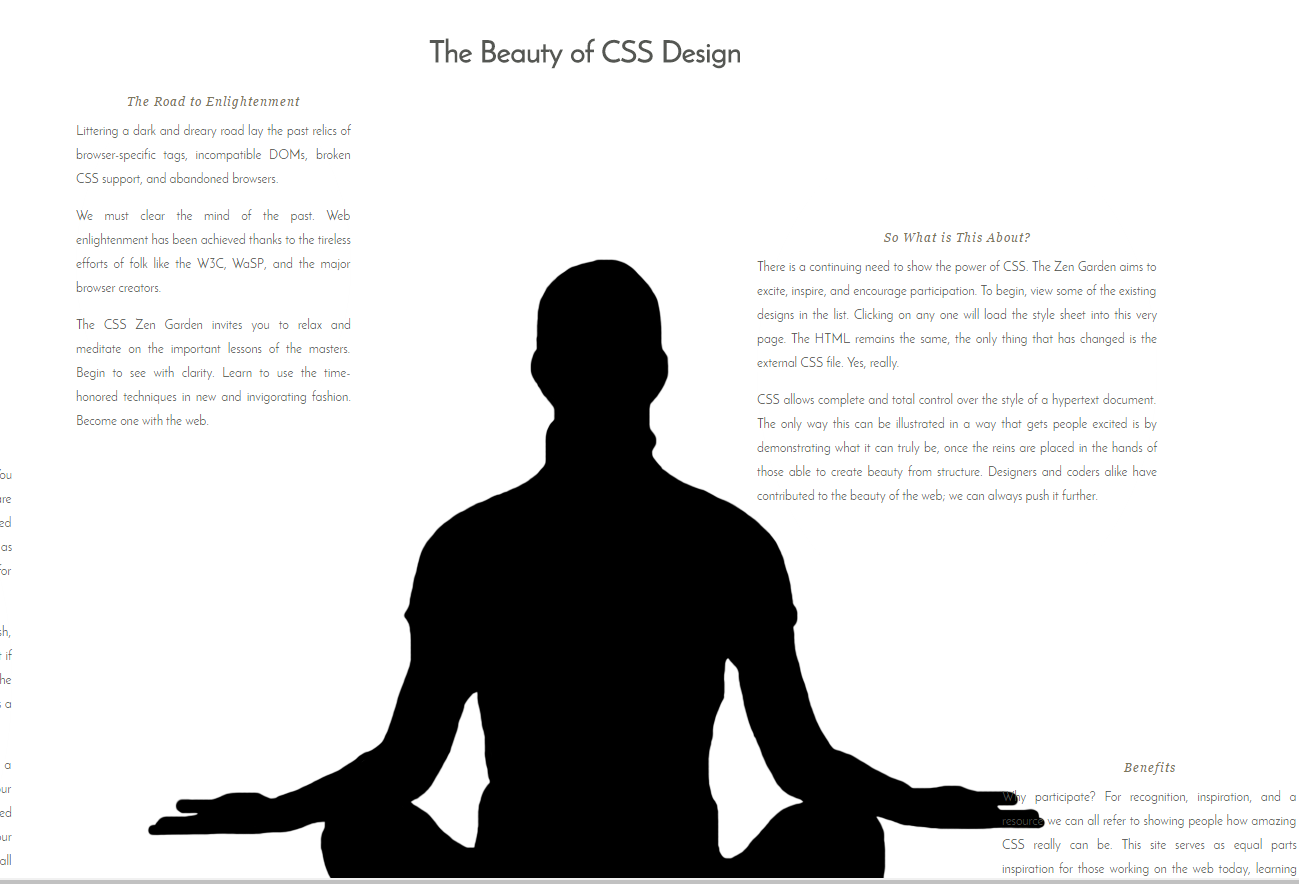 The Beauty of CSS Design
The Road to Enlightenment
Littering a dark and dreary road lay the past relics of
browser-specific tags, incompatible DOMs, broken
CSS support, and abandoned browsers.
We must clear the mind of the past. Web
enlightenment has been achieved thanks to the tireless
efforts of folk like the W3C, WaSP, and the major
browser creators.
The CSS Zen Garden invites you to relax and
meditate on the important lessons of the masters.
Begin to see with clarity. Learn to use the time-
honored techniques in new and invigorating fashion.
Become one with the web.
So What is This About?
There is a continuing need to show the power of CSS. The Zen Garden aims to
excite, inspire, and encourage participation. To begin, view some of the existing
designs in the list. Clicking on any one will load the style sheet into this very
page. The HTML remains the same, the only thing that has changed is the
external CSS file. Yes, really.
CSS allows complete and total control over the style of a hypertext document.
The only way this can be illustrated in a way that gets people excited is by
demonstrating what it can truly be, once the reins are placed in the hands of
those able to create beauty from structure. Designers and coders alike have
contributed to the beauty of the web; we can always push it further.
Benefits
Why participate? For recognition, inspiration, and a
resource we can all refer to showing people how amazing
CSS really can be. This site serves as equal parts
inspiration for those working on the web today, learning
as
if
a
a
all